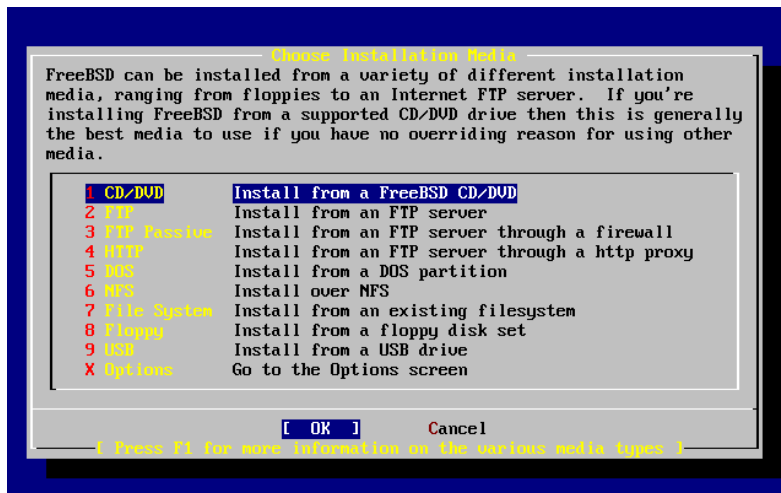 Choose Installation Media
FreeBSD can be installed from a variety of different installation
media, ranging from floppies to an Internet FTP server.  If you're
installing FreeBSD from a supported CD/DVD drive then this is generally
the best media to use if you have no overriding reason for using other
media.
1 CD/DVD Install from a FreeBSD CD/DVD
2 FTP Install from an FTP server
3 FTP Passive Install from an FTP server through a firewall
4 HTTP Install from an FTP server through a http proxy
5 DOS Install from a DOS partition
6 NFS Install over NFS
7 File System Install from an existing filesystem
8 Floppy Install from a floppy disk set
9 USB Install from a USB drive
X Options Go to the Options screen
[ OK ] Cancel
[ Press F1 for more information on the various media types ]